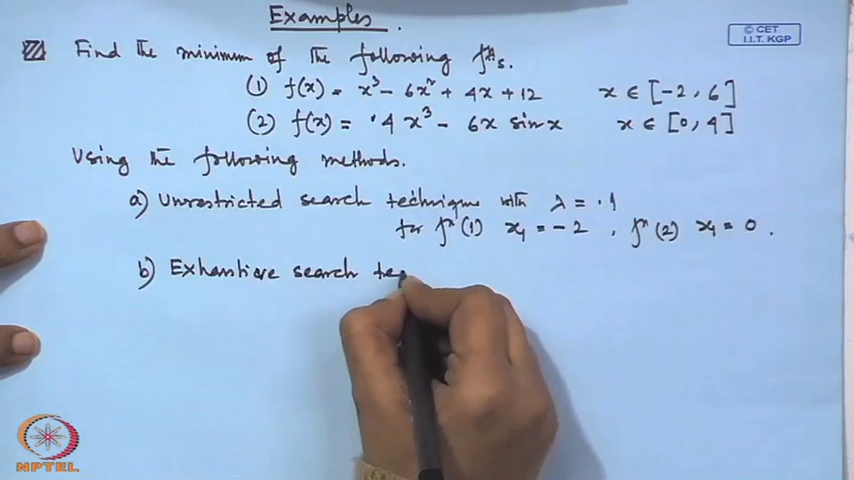 Examples.
© CET
I.I.T. KGP
Find the minimum of the following fⁿs.
(1) f(x) = x³ - 6x² + 4x + 12 x ∈ [-2, 6]
(2) f(x) = .4 x³ - 6x sin x x ∈ [0, 4]
Using the following methods.
a) Unrestricted search technique with λ = .1
for fⁿ(1) x₁ = -2 , fⁿ(2) x₁ = 0 .
b) Exhaustive search te
NPTEL